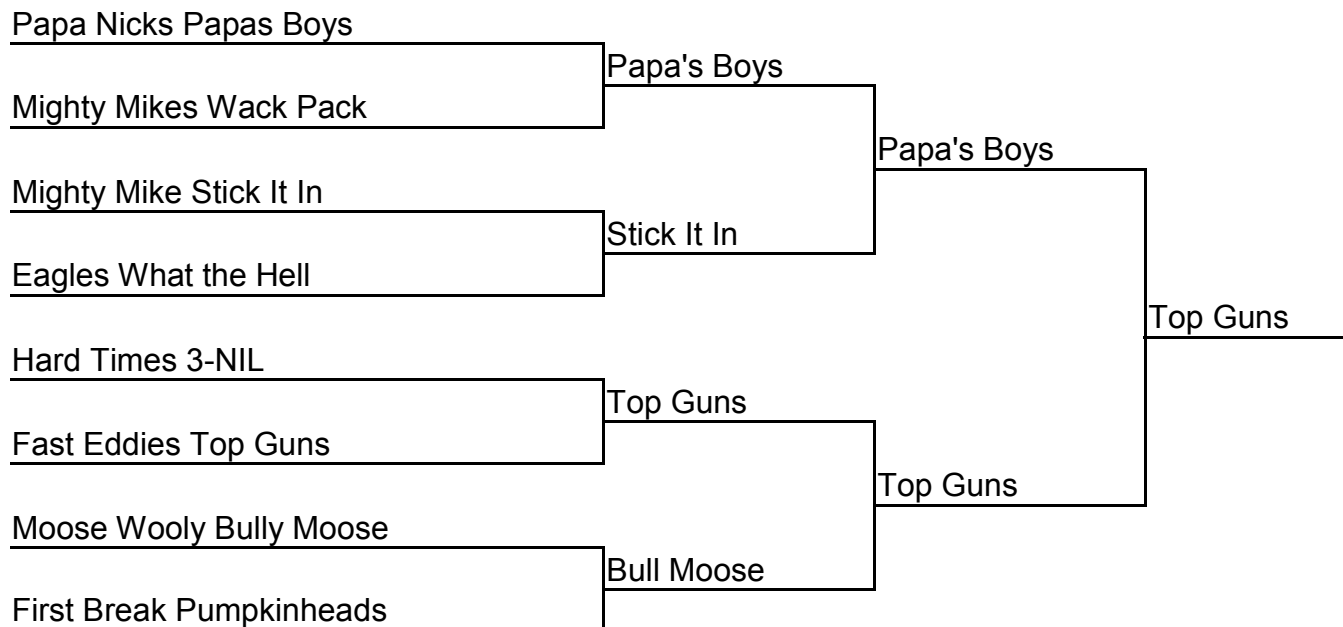 Papa Nicks Papas Boys
Papa's Boys
Mighty Mikes Wack Pack
Papa's Boys
Mighty Mike Stick It In
Stick It In
Eagles What the Hell
Top Guns
Hard Times 3-NIL
Top Guns
Fast Eddies Top Guns
Top Guns
Moose Wooly Bully Moose
Bull Moose
First Break Pumpkinheads